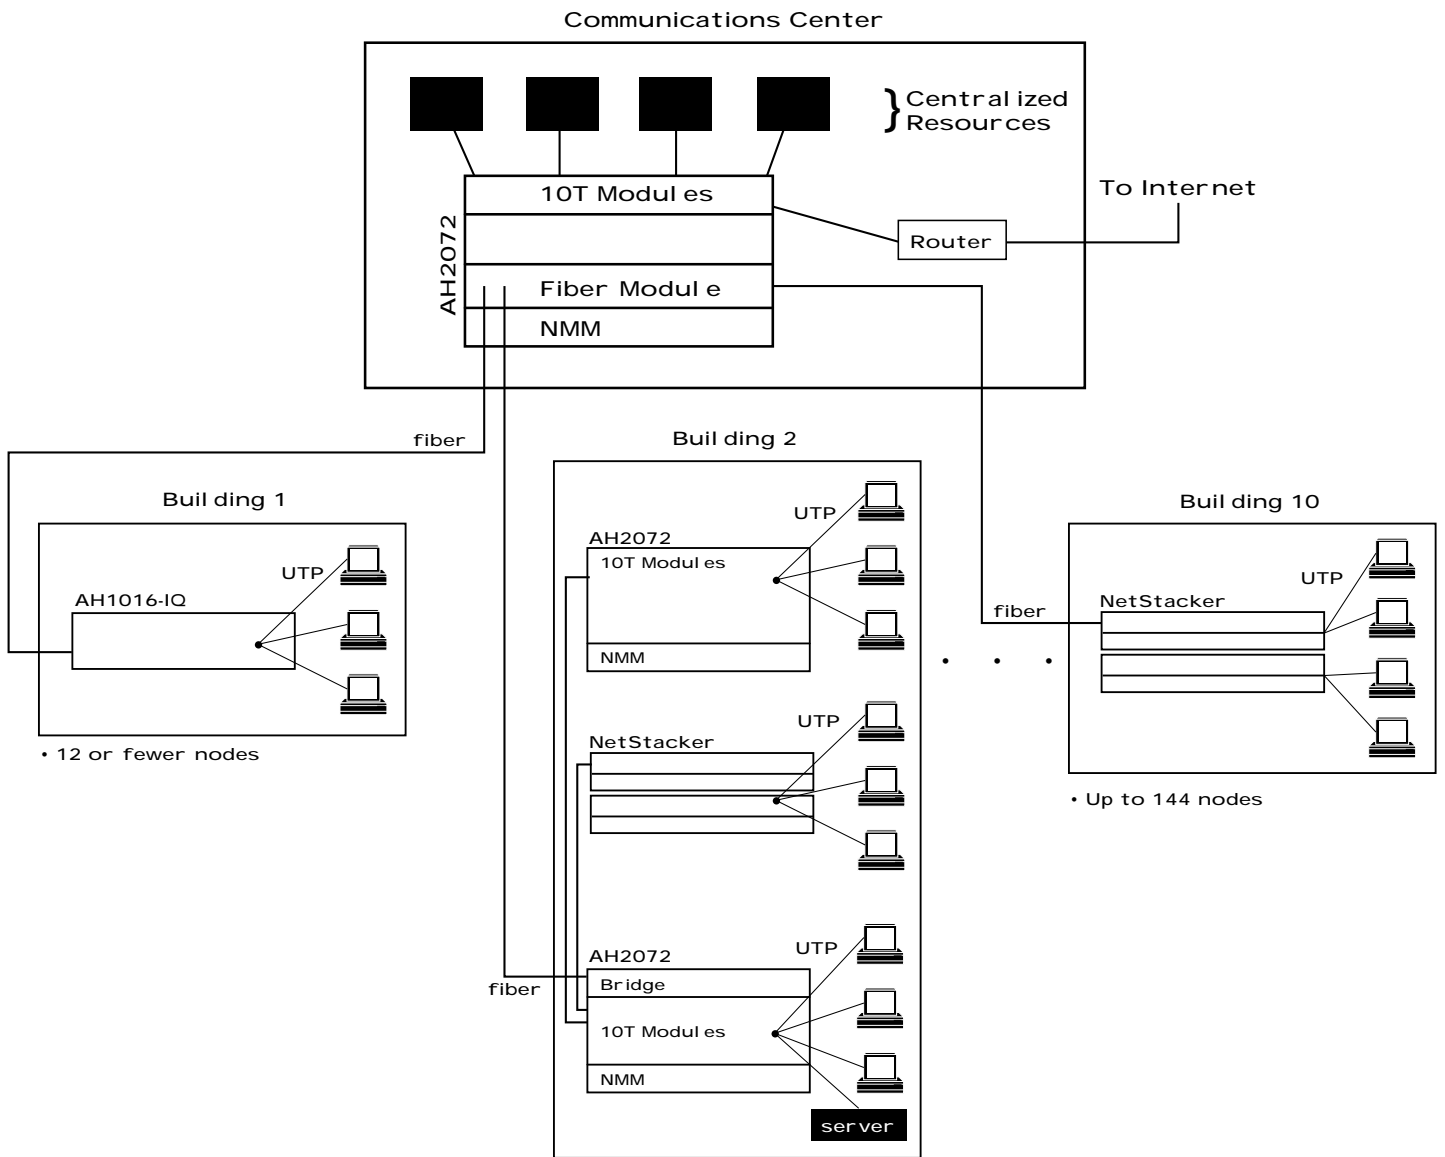 Communications Center
Centralized
Resources
To Internet
10T Modules
Router
AH2072
Fiber Module
NMM
fiber
Building 2
Building 1
Building 10
UTP
AH2072
10T Modules
UTP
UTP
AH1016-IQ
NetStacker
fiber
NMM
UTP
• 12 or fewer nodes
NetStacker
• Up to 144 nodes
UTP
AH2072
Bridge
fiber
10T Modules
NMM
server